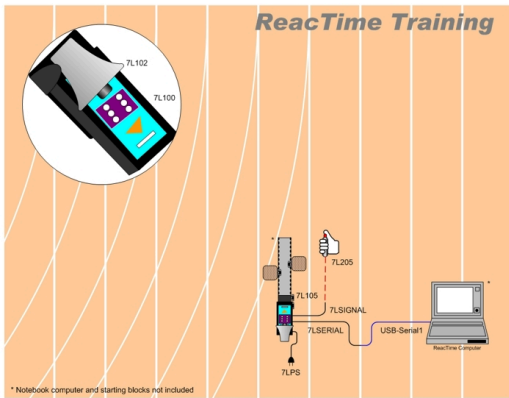 ReacTime Training
7L102
7L100
*
*
7L205
7L105
7LSIGNAL
7LSERIAL
USB-Serial1
ReacTime Computer
7LPS
* Notebook computer and starting blocks not included